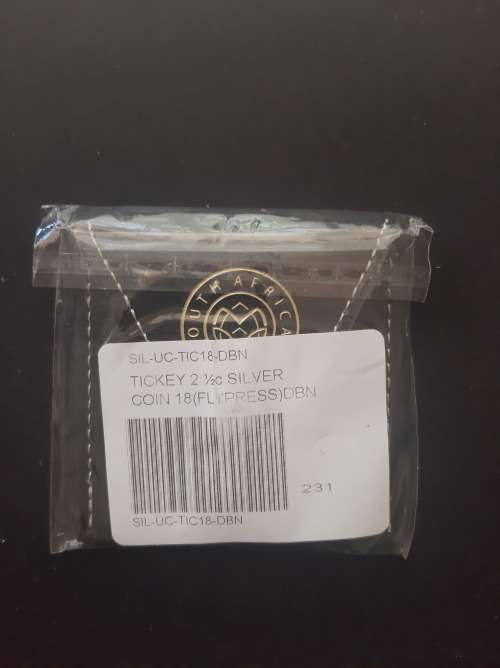 SOUTH AFRICA
SIL-UC-TIC18-DBN
TICKEY 2 ½c SILVER
COIN 18(FLYPRESS)DBN
231
SIL-UC-TIC18-DBN